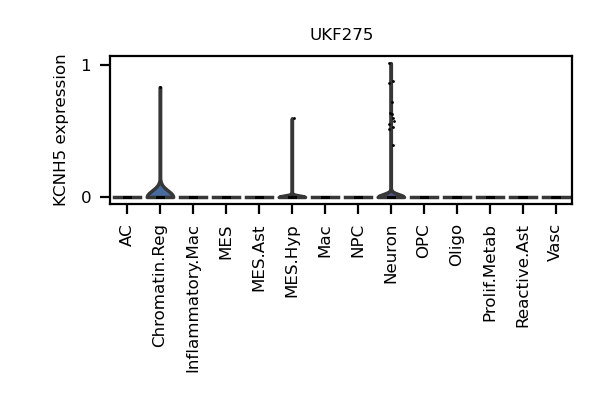 UKF275
KCNH5 expression
1
0
AC
Chromatin.Reg
Inflammatory.Mac
MES
MES.Ast
MES.Hyp
Mac
NPC
Neuron
OPC
Oligo
Prolif.Metab
Reactive.Ast
Vasc